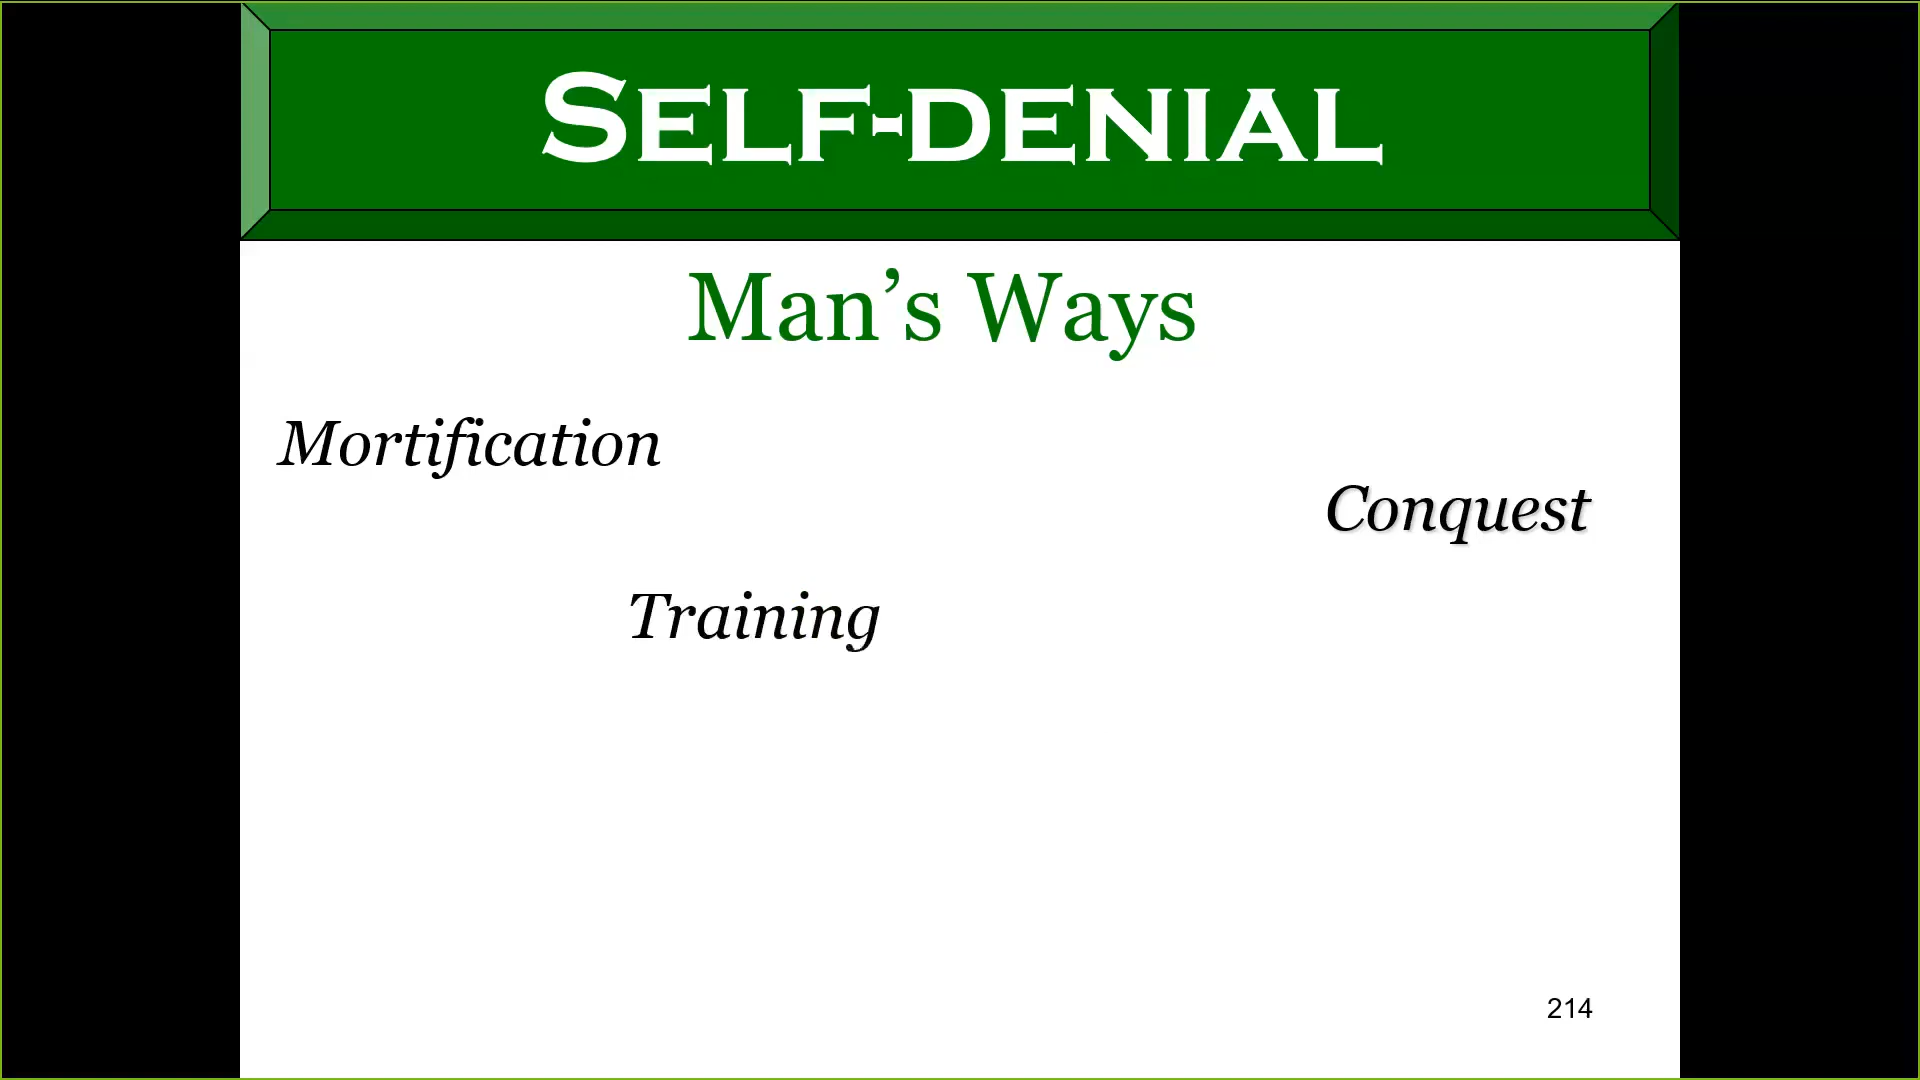 SELF-DENIAL
Man’s Ways
Mortification
Conquest
Training
214